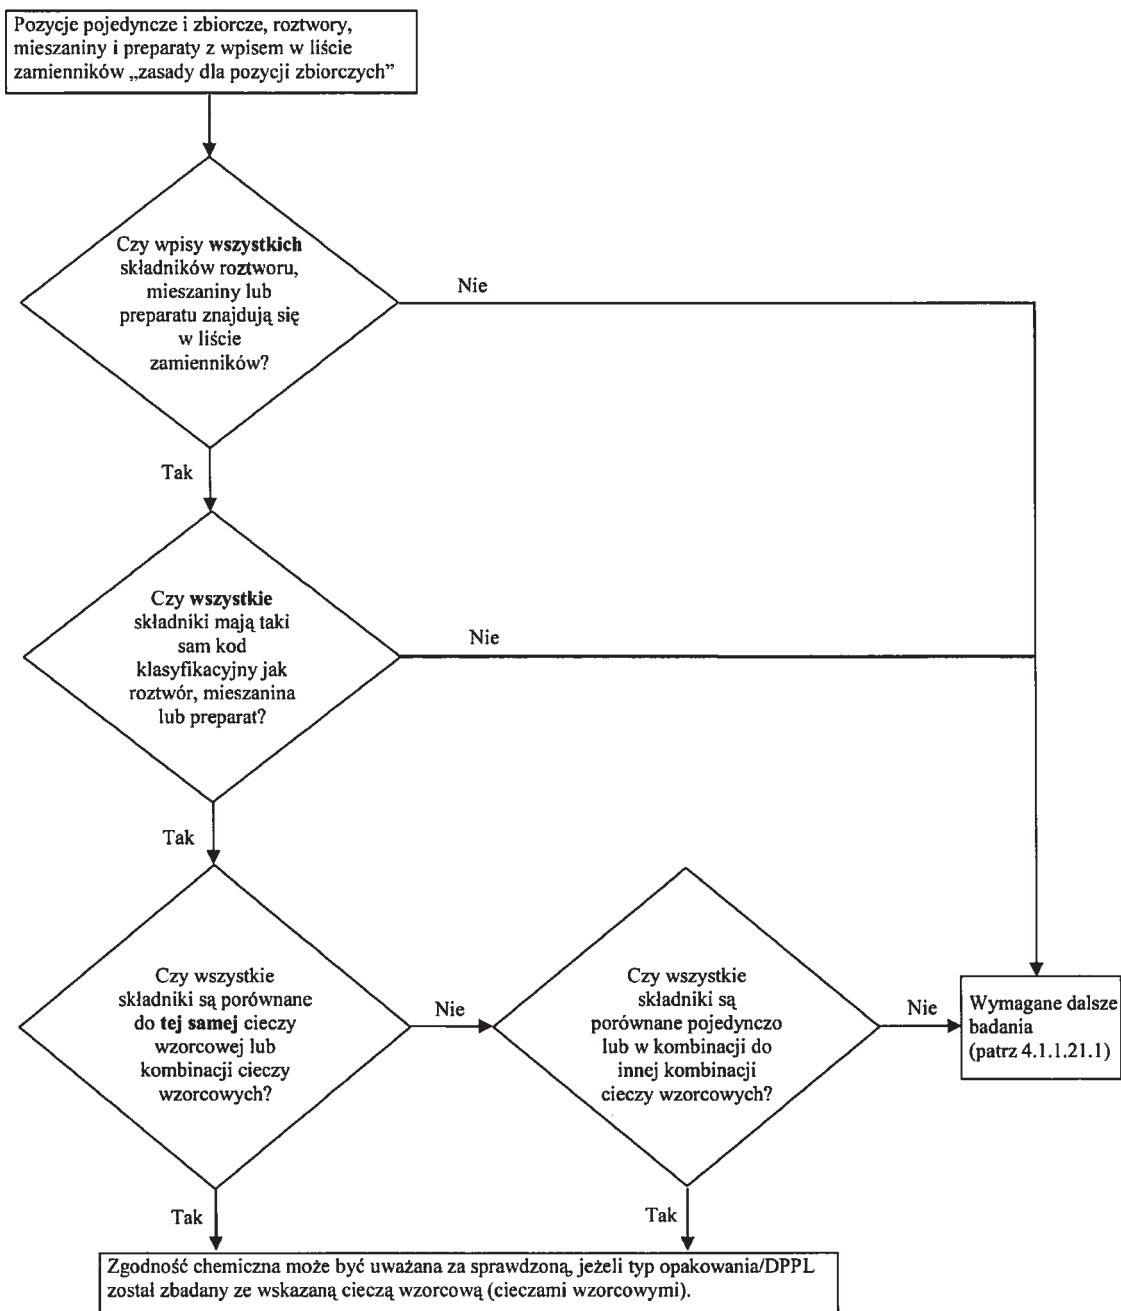 Pozycje pojedyncze i zbiorcze, roztwory,
mieszaniny i preparaty z wpisem w liście
zamienników „zasady dla pozycji zbiorczych”
Czy wpisy wszystkich
składników roztworu,
mieszaniny lub
preparatu znajdują się
w liście
zamienników?
Nie
Tak
Czy wszystkie
składniki mają taki
sam kod
klasyfikacyjny jak
roztwór, mieszanina
lub preparat?
Nie
Tak
Czy wszystkie
składniki są porównane
do tej samej cieczy
wzorcowej lub
kombinacji cieczy
wzorcowych?
Nie
Czy wszystkie
składniki są
porównane pojedynczo
lub w kombinacji do
innej kombinacji
cieczy wzorcowych?
Nie
Wymagane dalsze
badania
(patrz 4.1.1.21.1)
Tak
Tak
Zgodność chemiczna może być uważana za sprawdzoną, jeżeli typ opakowania/DPPL
został zbadany ze wskazaną cieczą wzorcową (cieczami wzorcowymi).